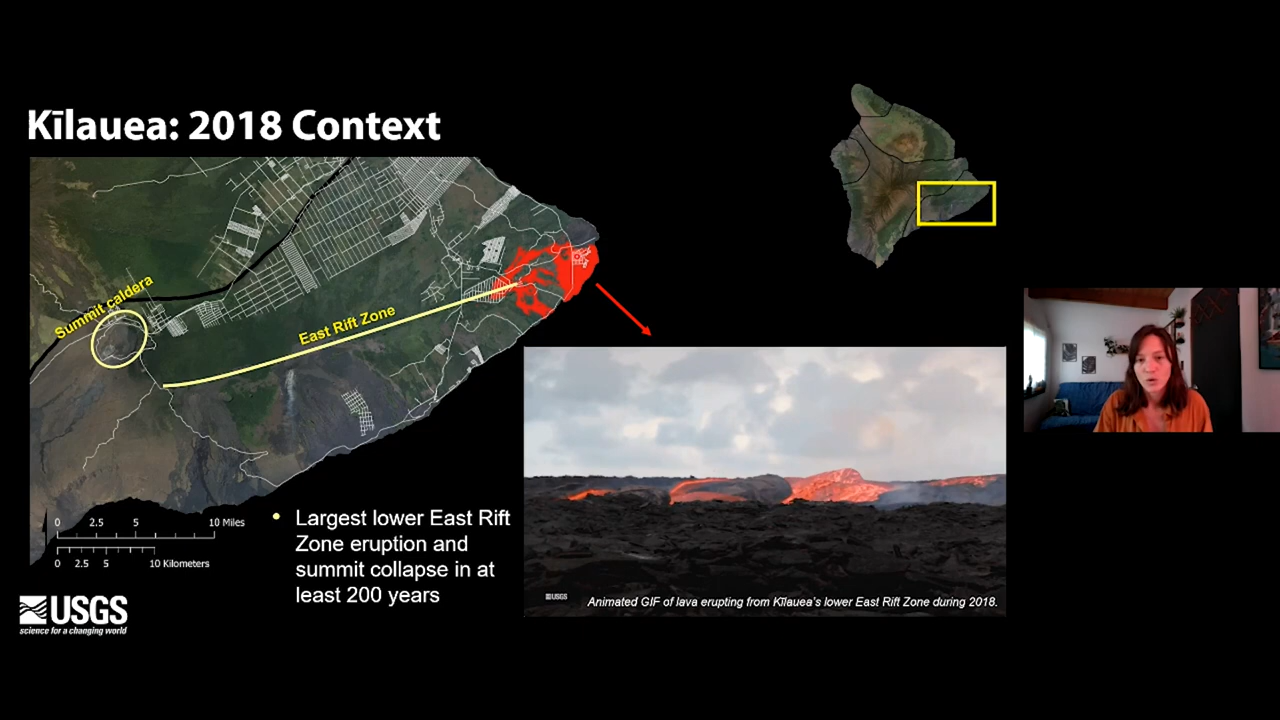 Kīlauea: 2018 Context
Summit caldera
East Rift Zone
0 2.5 5 10 Miles
0 2.5 5 10 Kilometers
• Largest lower East Rift
Zone eruption and
summit collapse in at
least 200 years
USGS
Animated GIF of lava erupting from Kīlauea's lower East Rift Zone during 2018.
USGS
science for a changing world